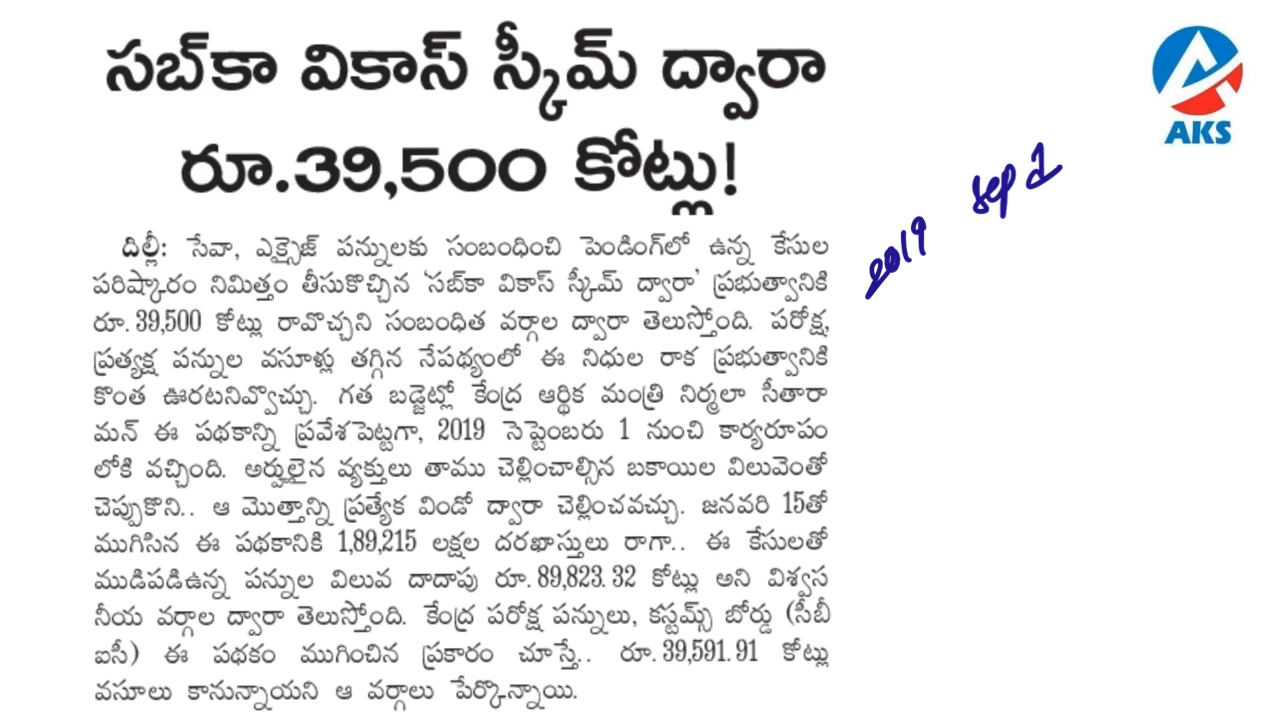 సబ్‌కా వికాస్ స్కీమ్ ద్వారా
రూ.39,500 కోట్లు!
AKS
2019 sep 1
దిల్లీ: సేవా, ఎక్సైజ్ పన్నులకు సంబంధించి పెండింగ్‌లో ఉన్న కేసుల
పరిష్కారం నిమిత్తం తీసుకొచ్చిన ‘సబ్‌కా వికాస్ స్కీమ్ ద్వారా’ ప్రభుత్వానికి
రూ. 39,500 కోట్లు రావొచ్చని సంబంధిత వర్గాల ద్వారా తెలుస్తోంది. పరోక్ష,
ప్రత్యక్ష పన్నుల వసూళ్లు తగ్గిన నేపథ్యంలో ఈ నిధుల రాక ప్రభుత్వానికి
కొంత ఊరటనివ్వొచ్చు. గత బడ్జెట్లో కేంద్ర ఆర్థిక మంత్రి నిర్మలా సీతారా
మన్ ఈ పథకాన్ని ప్రవేశపెట్టగా, 2019 సెప్టెంబరు 1 నుంచి కార్యరూపం
లోకి వచ్చింది. అర్హులైన వ్యక్తులు తాము చెల్లించాల్సిన బకాయిల విలువెంతో
చెప్పుకొని.. ఆ మొత్తాన్ని ప్రత్యేక విండో ద్వారా చెల్లించవచ్చు. జనవరి 15తో
ముగిసిన ఈ పథకానికి 1,89,215 లక్షల దరఖాస్తులు రాగా.. ఈ కేసులతో
ముడిపడిఉన్న పన్నుల విలువ దాదాపు రూ. 89,823.32 కోట్లు అని విశ్వస
నీయ వర్గాల ద్వారా తెలుస్తోంది. కేంద్ర పరోక్ష పన్నులు, కస్టమ్స్ బోర్డు (సీబీ
ఐసీ) ఈ పథకం ముగించిన ప్రకారం చూస్తే.. రూ. 39,591.91 కోట్లు
వసూలు కానున్నాయని ఆ వర్గాలు పేర్కొన్నాయి.